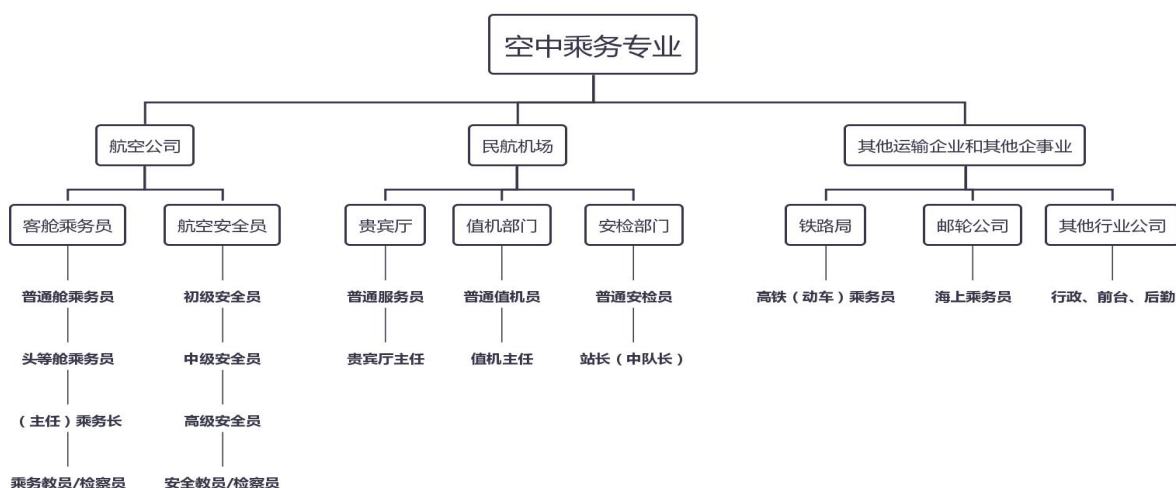 空中乘务专业
航空公司
民航机场
其他运输企业和其他企事业
客舱乘务员
航空安全员
贵宾厅
值机部门
安检部门
铁路局
邮轮公司
其他行业公司
普通舱乘务员
初级安全员
普通服务员
普通值机员
普通安检员
高铁（动车）乘务员
海上乘务员
行政、前台、后勤
头等舱乘务员
中级安全员
贵宾厅主任
值机主任
站长（中队长）
（主任）乘务长
高级安全员
乘务教员/检察员
安全教员/检察员